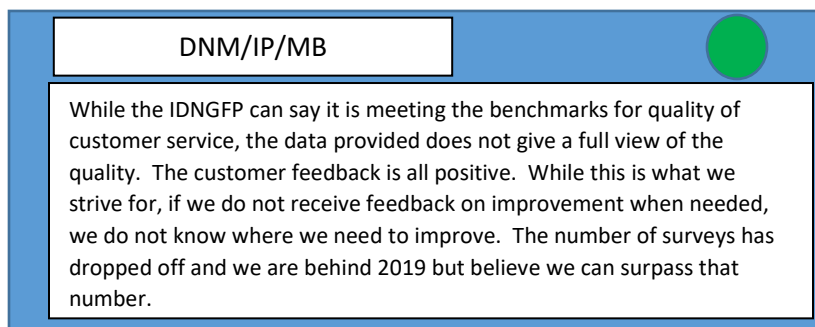 DNM/IP/MB
While the IDNGFP can say it is meeting the benchmarks for quality of
customer service, the data provided does not give a full view of the
quality.  The customer feedback is all positive.  While this is what we
strive for, if we do not receive feedback on improvement when needed,
we do not know where we need to improve.  The number of surveys has
dropped off and we are behind 2019 but believe we can surpass that
number.